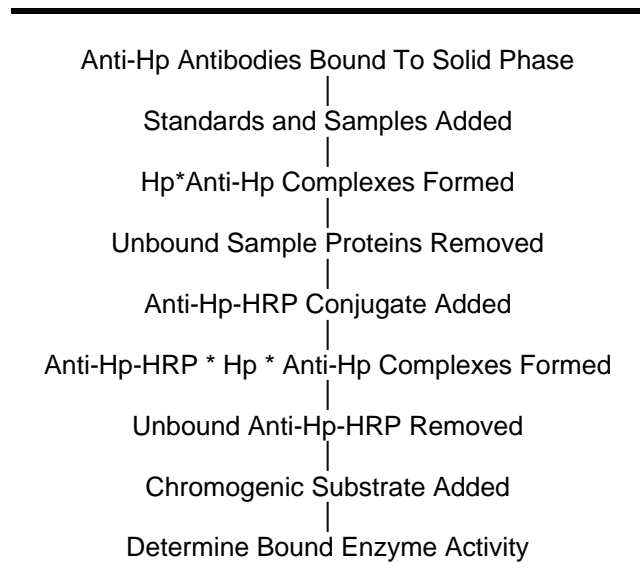 Anti-Hp Antibodies Bound To Solid Phase
Standards and Samples Added
Hp*Anti-Hp Complexes Formed
Unbound Sample Proteins Removed
Anti-Hp-HRP Conjugate Added
Anti-Hp-HRP * Hp * Anti-Hp Complexes Formed
Unbound Anti-Hp-HRP Removed
Chromogenic Substrate Added
Determine Bound Enzyme Activity